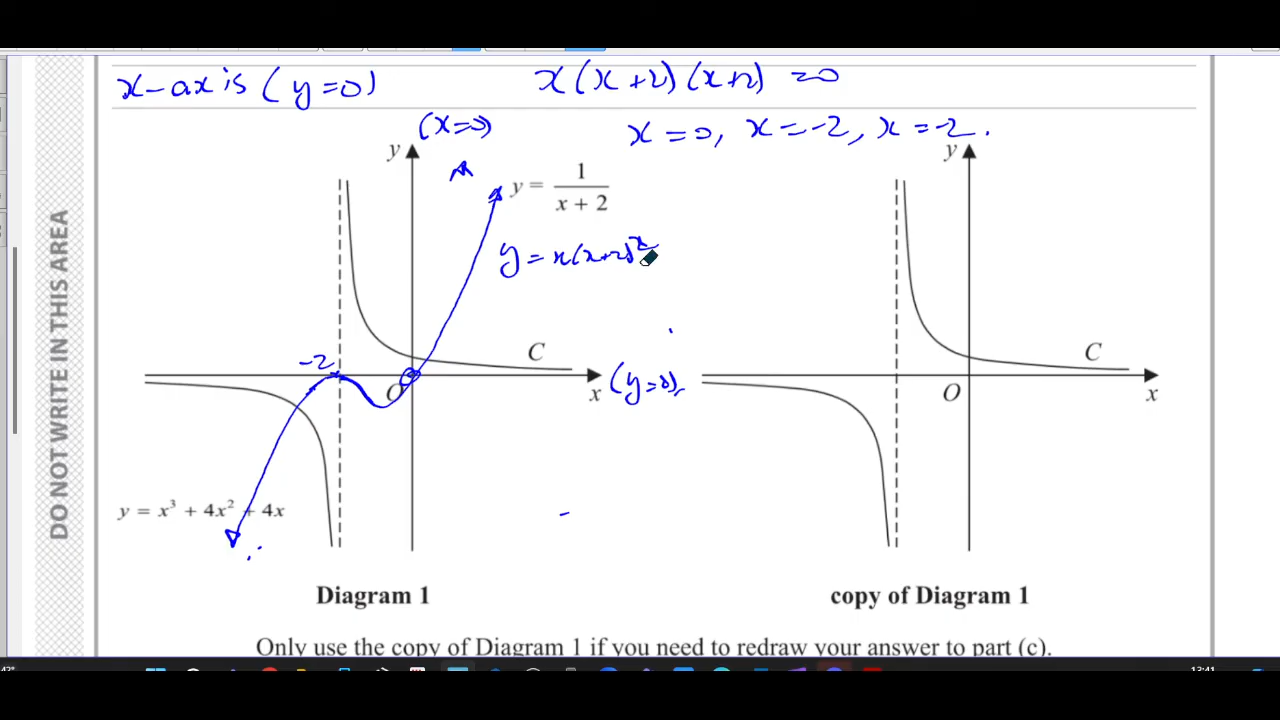 x-axis (y=0)
x(x+2)(x+2) =0
(x=0)
x=0, x=-2, x=-2.
DO NOT WRITE IN THIS AREA
y
y = 1 / x + 2
y = x(x+2)²
-2
C
O
x
(y=0)
y = x³ + 4x² + 4x
Diagram 1
y
C
O
x
copy of Diagram 1
Only use the copy of Diagram 1 if you need to redraw your answer to part (c).
13:41